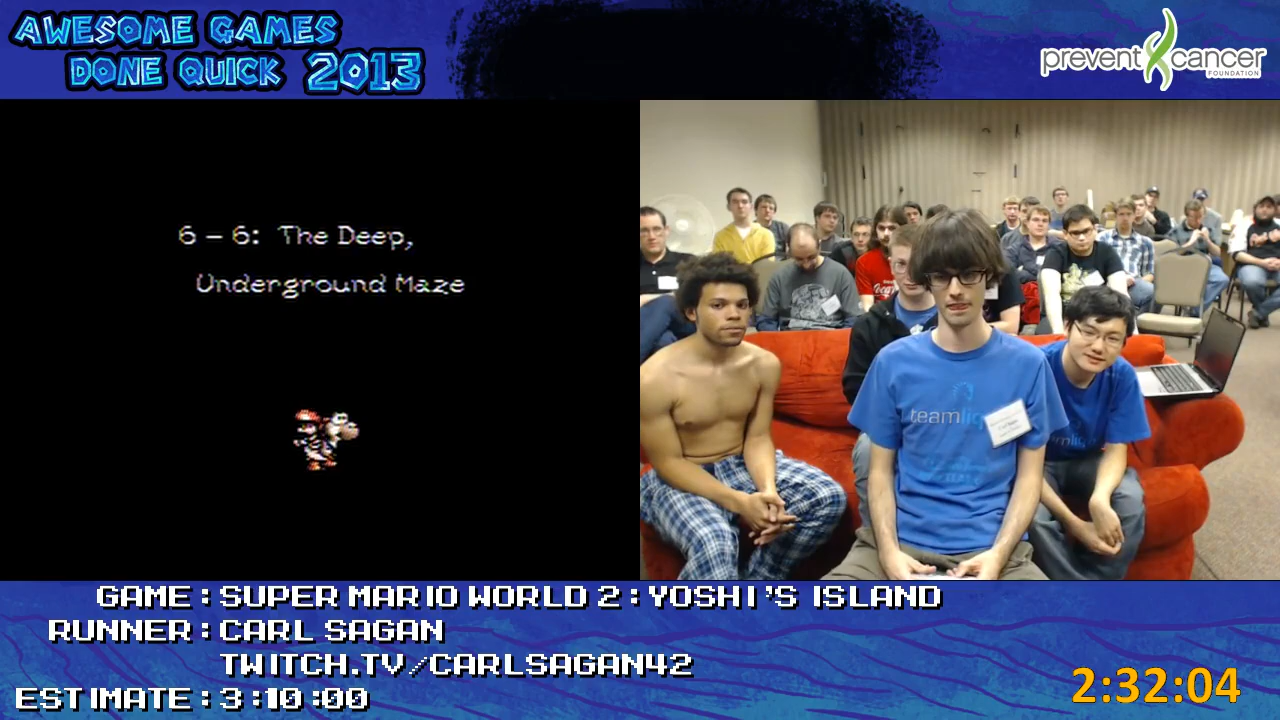 AWESOME GAMES
DONE QUICK 2013
prevent cancer
FOUNDATION
6 - 6: The Deep,
Underground Maze
teamliq
GAME : SUPER MARIO WORLD 2 : YOSHI'S ISLAND
RUNNER : CARL SAGAN
TWITCH.TV/CARLSAGAN42
ESTIMATE : 3:10:00
2:32:04